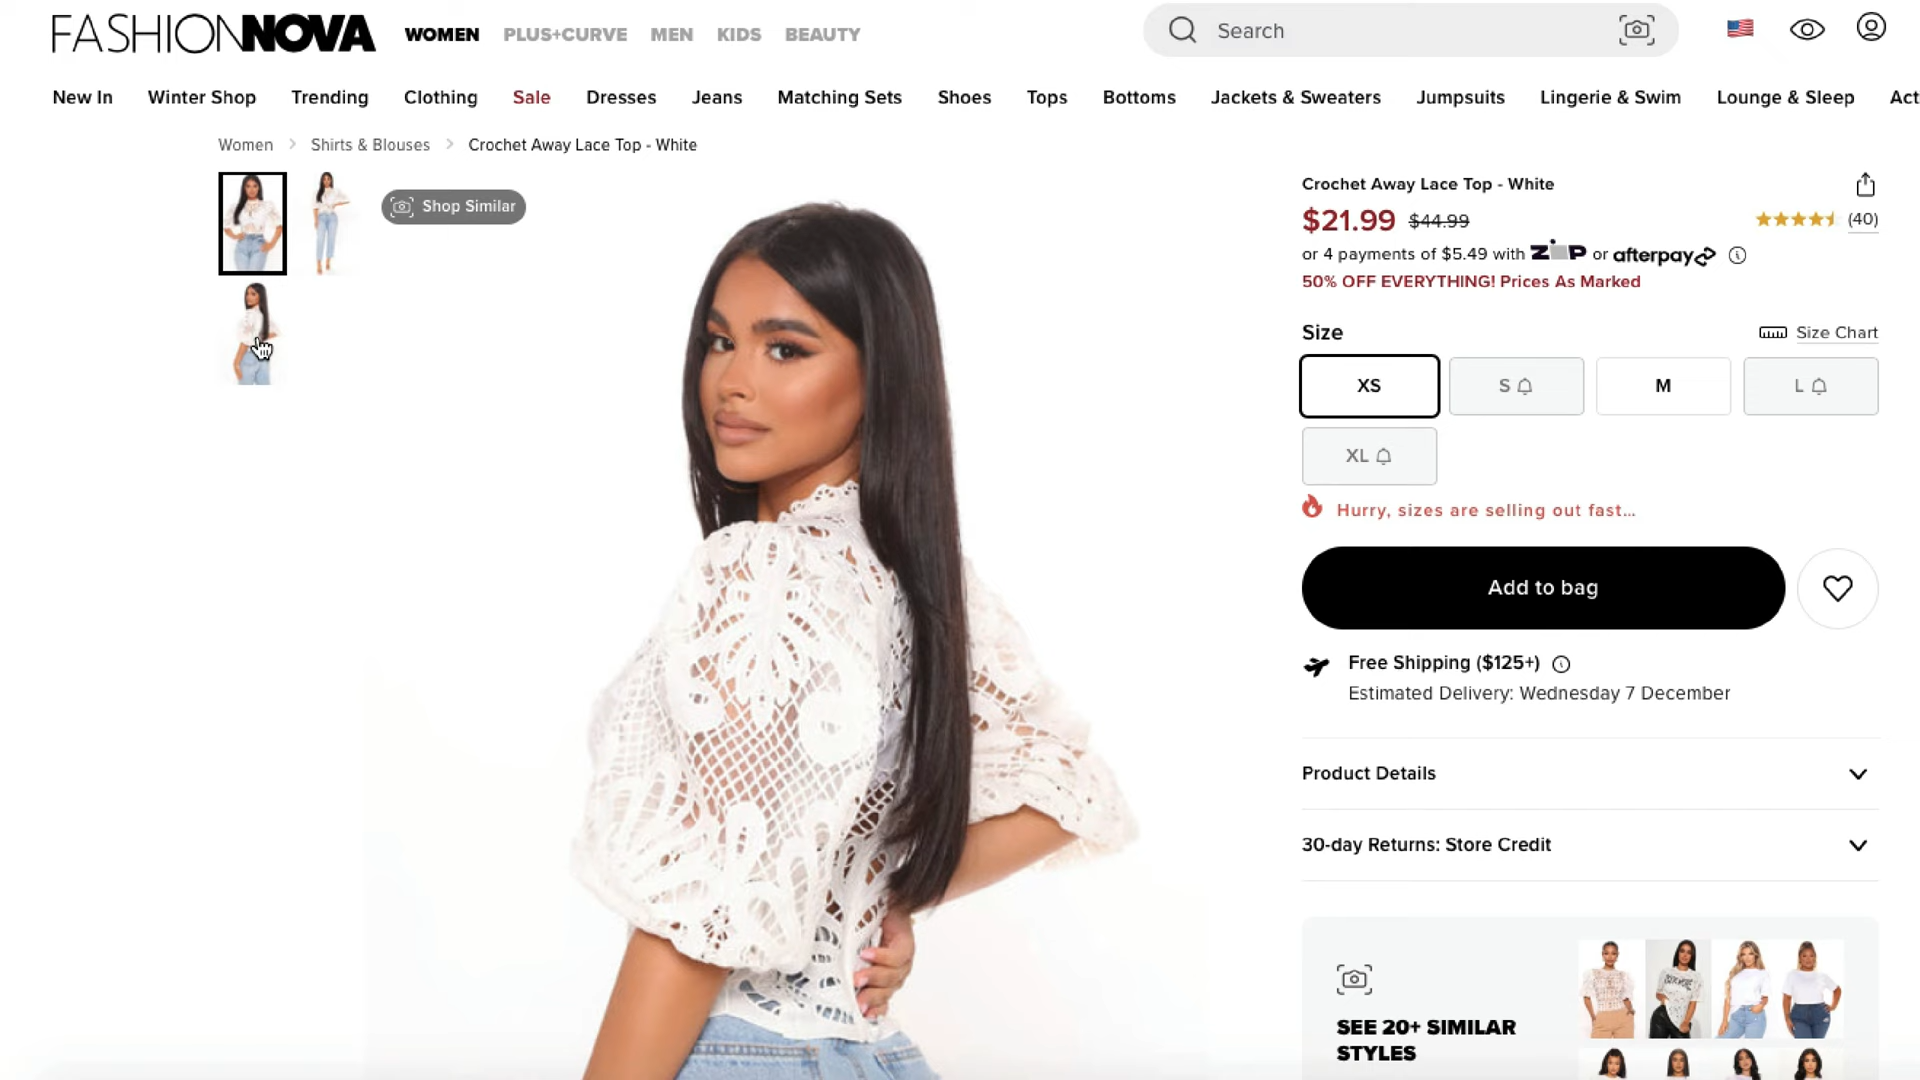 FASHIONNOVA WOMEN PLUS+CURVE MEN KIDS BEAUTY Search
New In Winter Shop Trending Clothing Sale Dresses Jeans Matching Sets Shoes Tops Bottoms Jackets & Sweaters Jumpsuits Lingerie & Swim Lounge & Sleep Act
Women > Shirts & Blouses > Crochet Away Lace Top - White
Shop Similar
Crochet Away Lace Top - White
$21.99 $44.99 (40)
or 4 payments of $5.49 with ZIP or afterpay
50% OFF EVERYTHING! Prices As Marked
Size Size Chart
XS S M L
XL
Hurry, sizes are selling out fast...
Add to bag
Free Shipping ($125+)
Estimated Delivery: Wednesday 7 December
Product Details
30-day Returns: Store Credit
SEE 20+ SIMILAR
STYLES